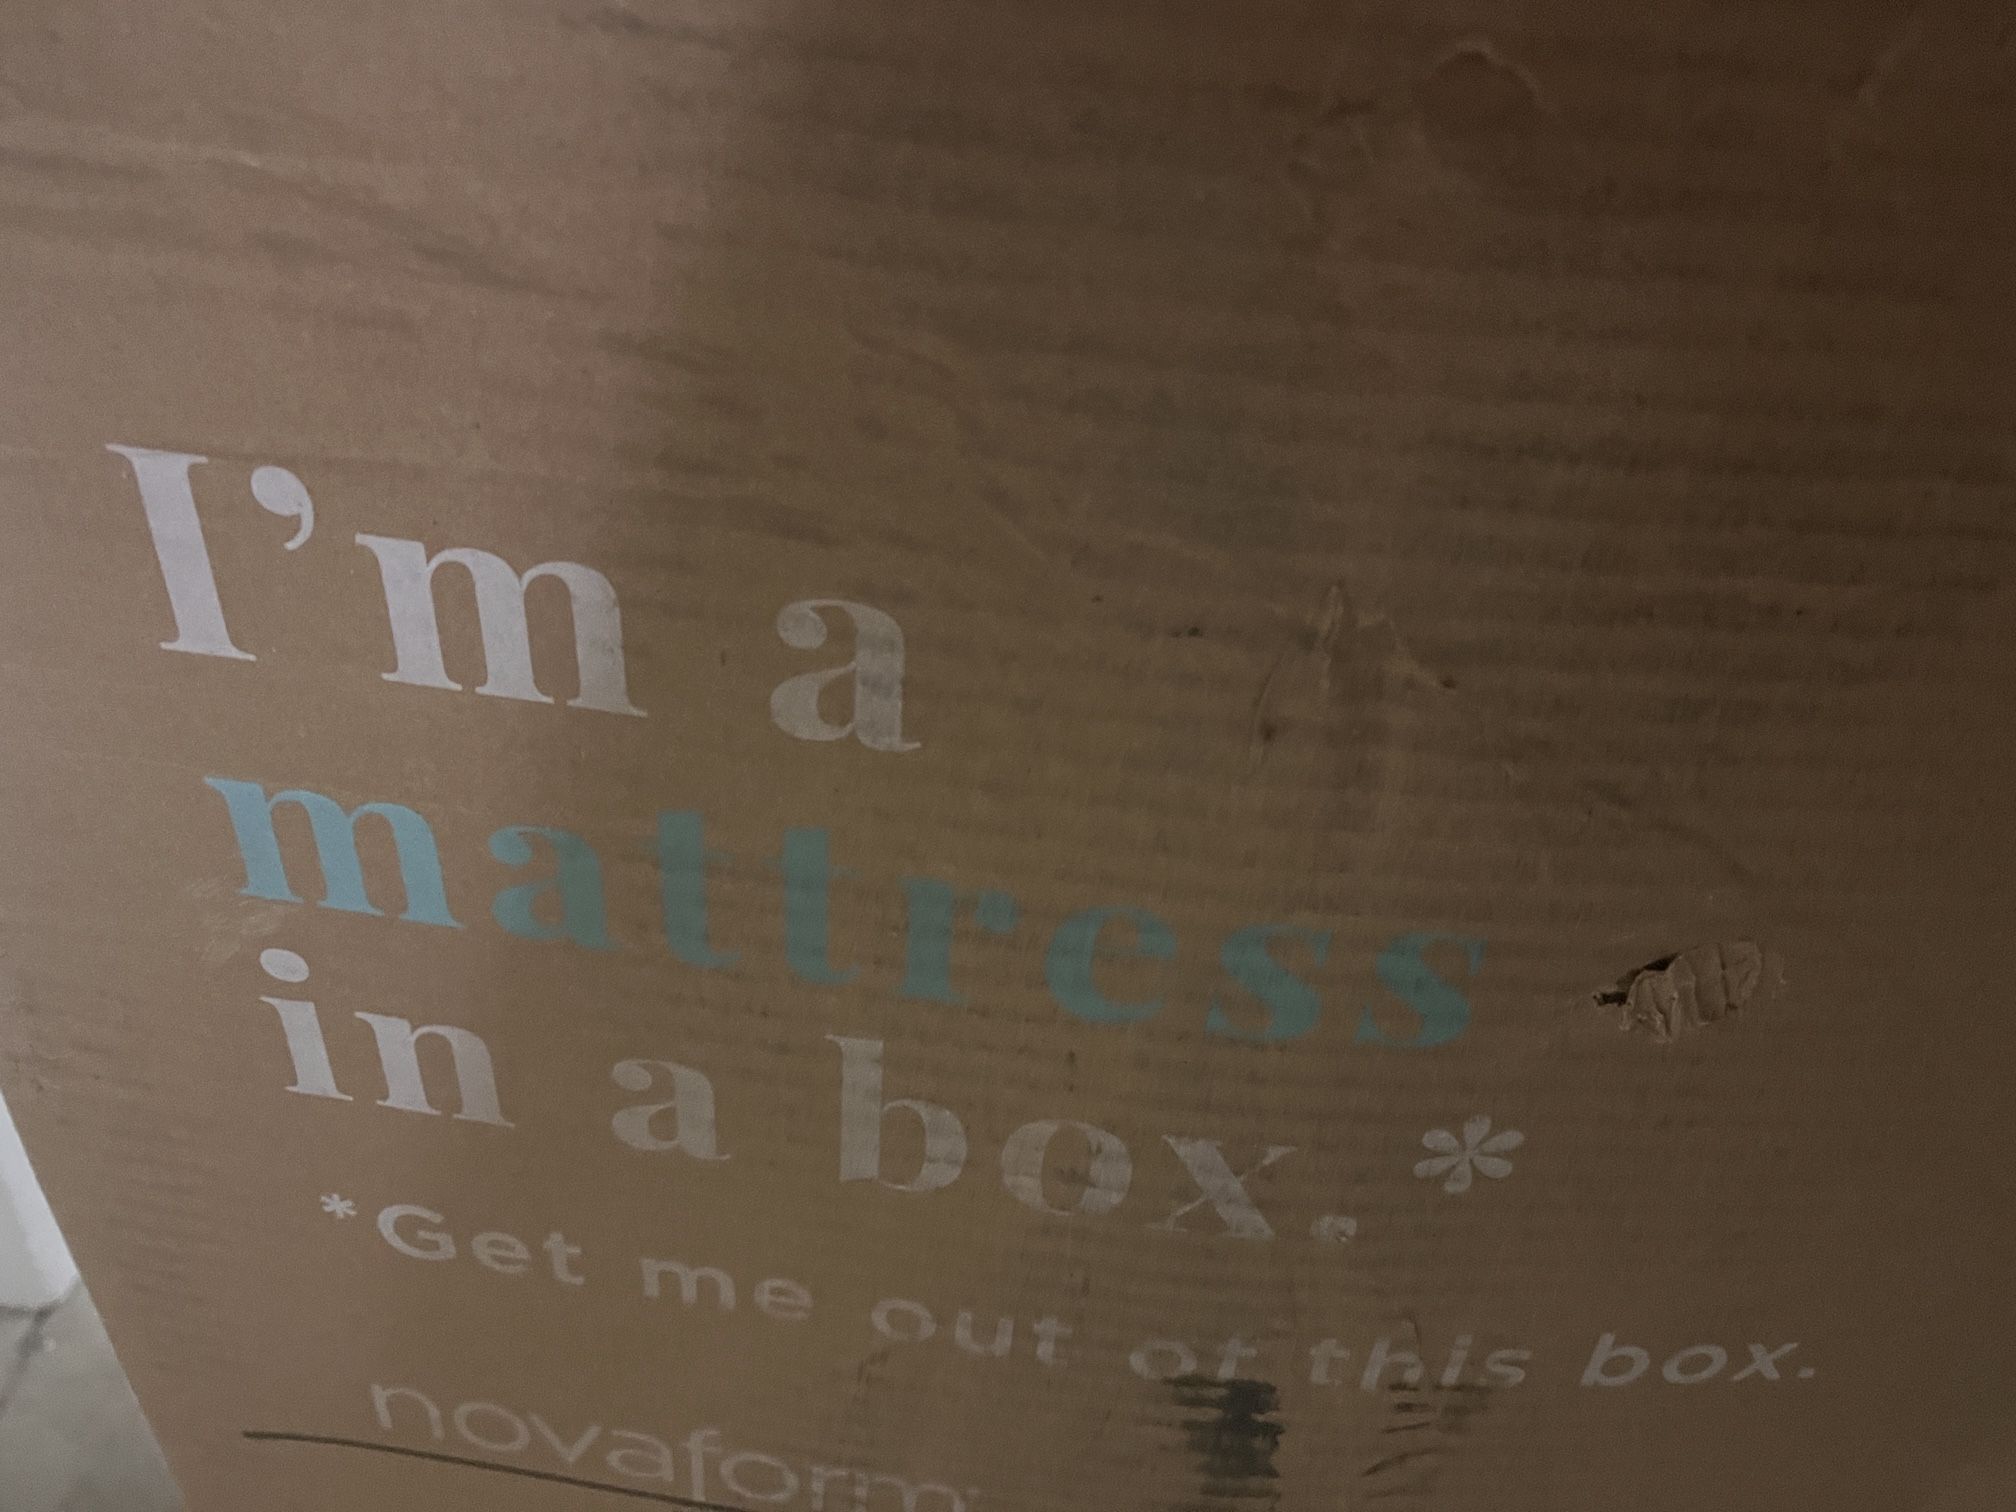 I'm a
mattress
in a box.*
*Get me out of this box.
novaform